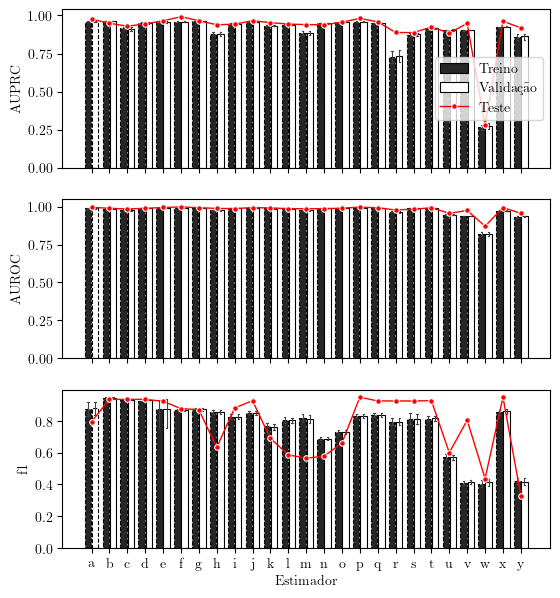 1.00
0.75
0.50
0.25
0.00
AUPRC
Treino
Validação
Teste
1.00
0.75
0.50
0.25
0.00
AUROC
0.8
0.6
0.4
0.2
0.0
f1
a b c d e f g h i j k l m n o p q r s t u v w x y
Estimador